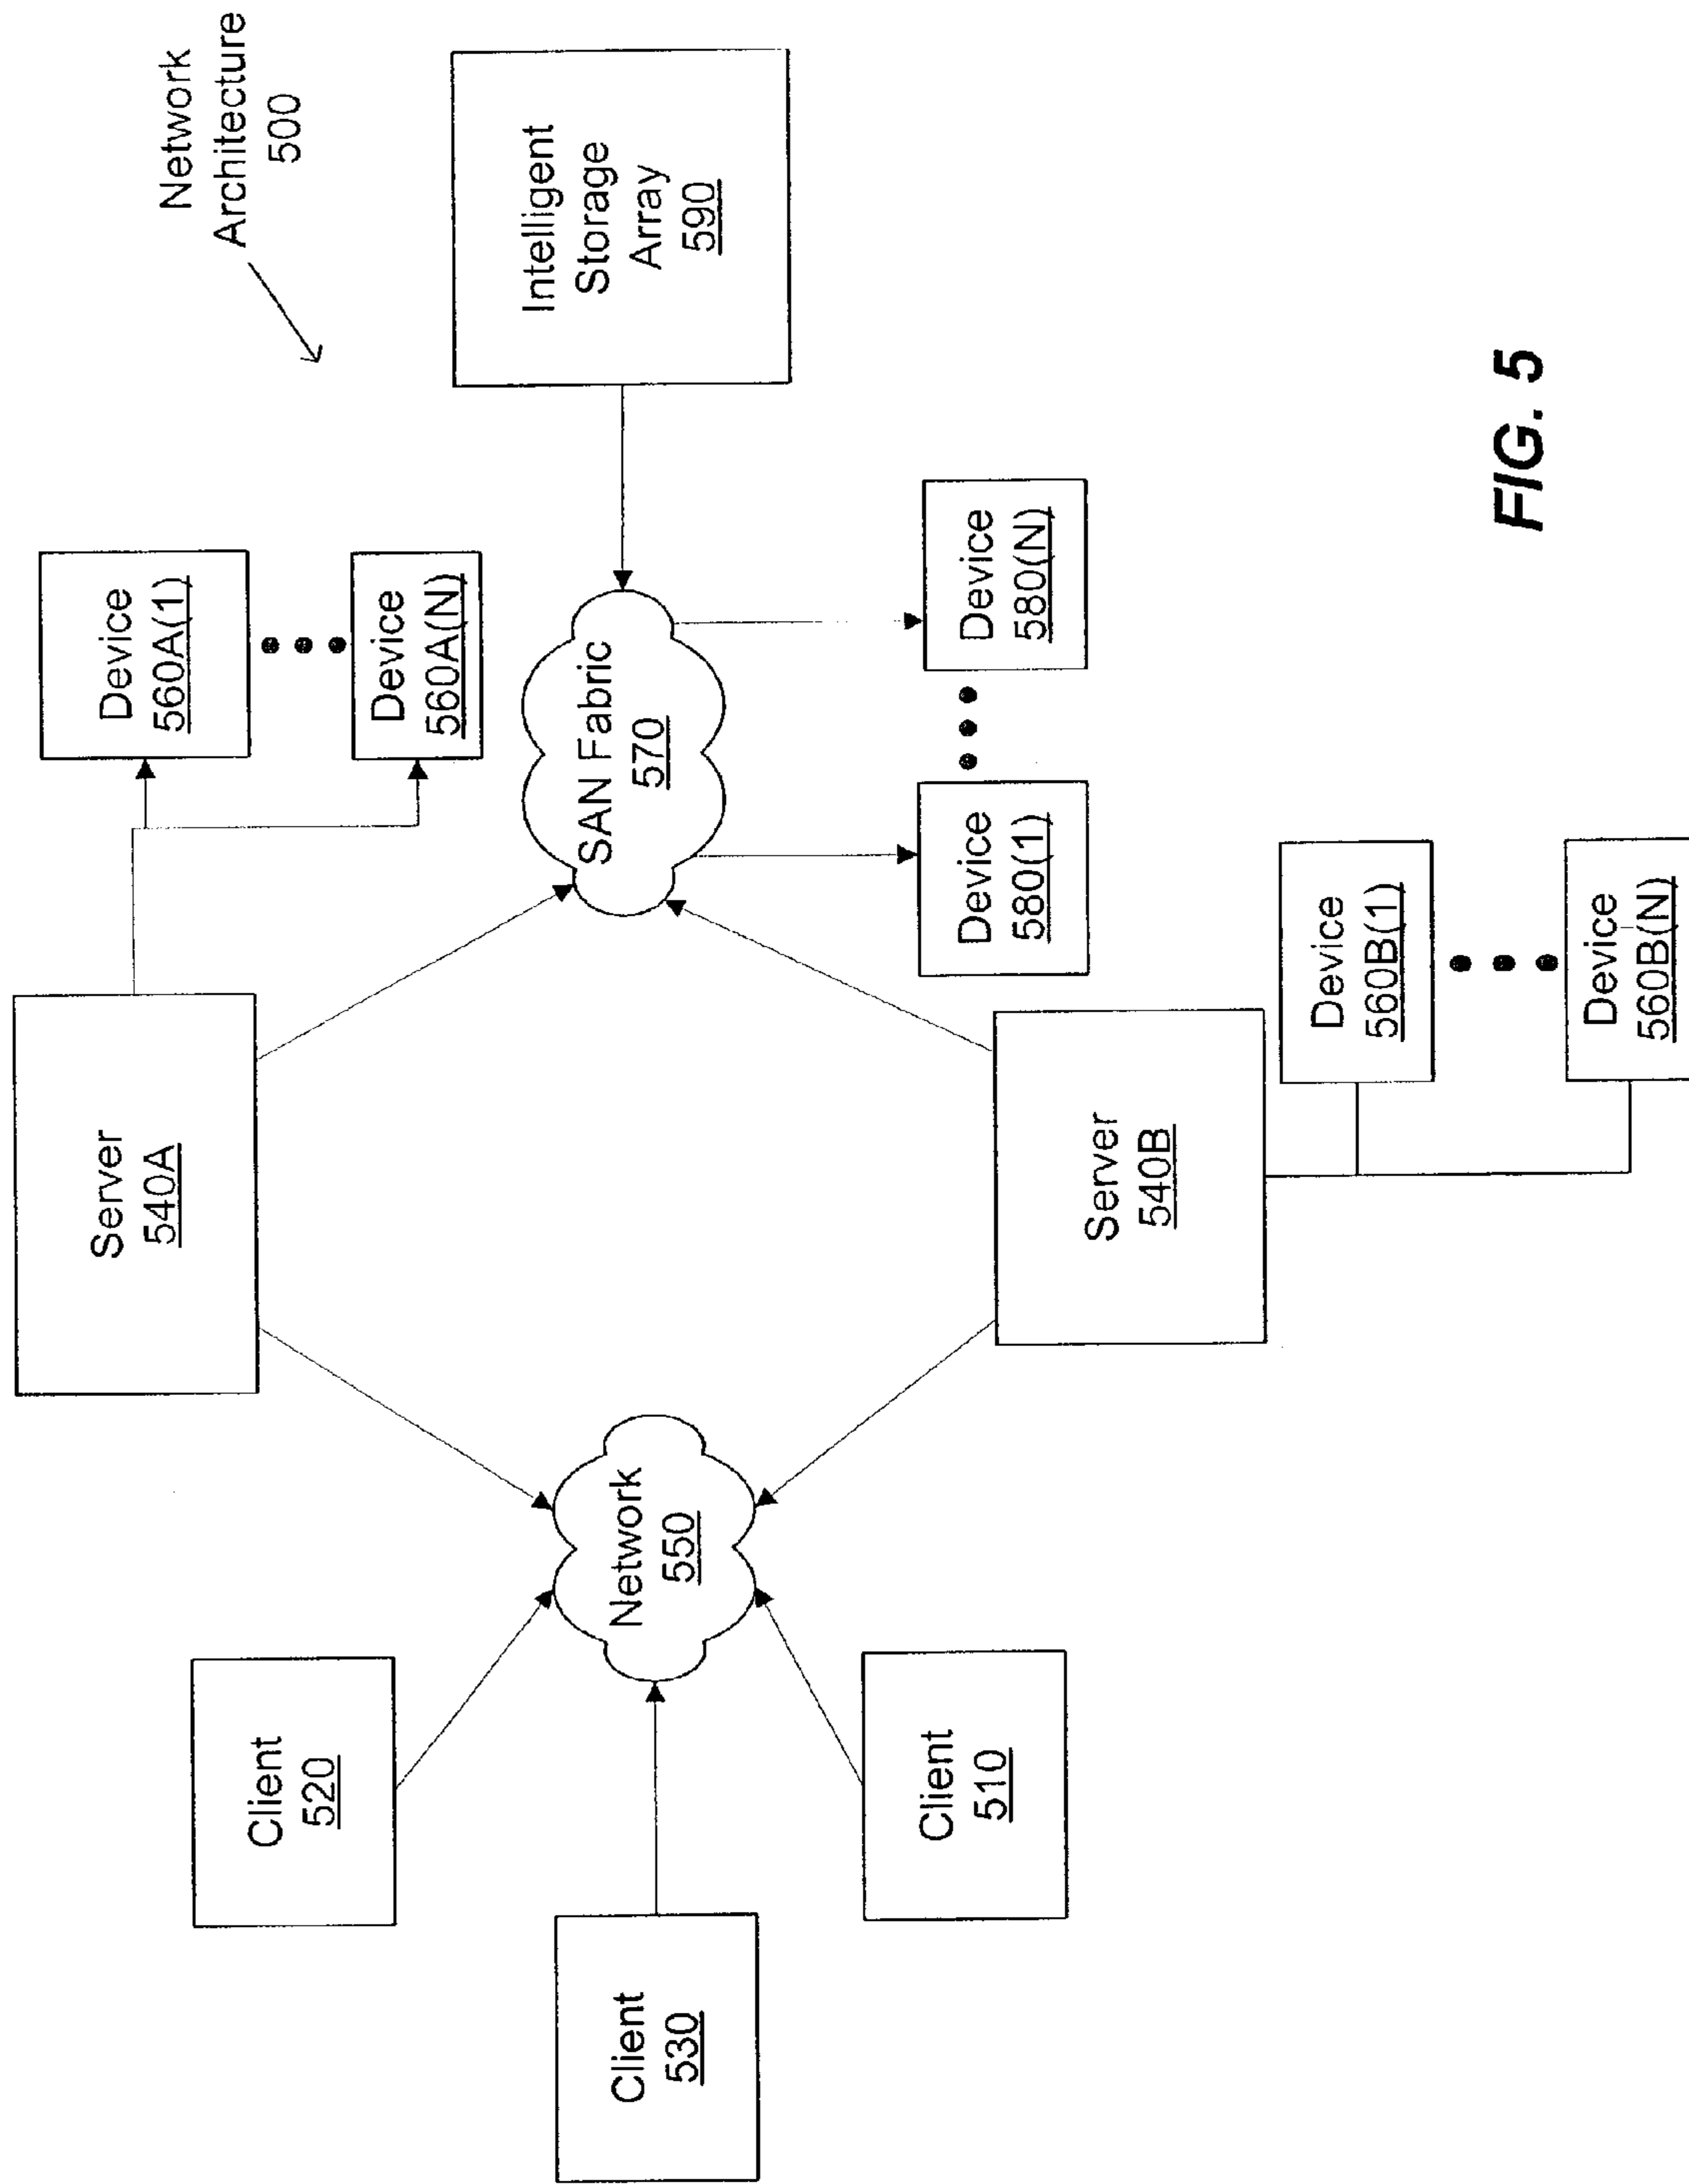 Network
Architecture
500
Server
540A
Device
560A(1)
Device
560A(N)
Client
520
Client
530
Client
510
Network
550
SAN Fabric
570
Intelligent
Storage
Array
590
Device
580(1)
Device
580(N)
Server
540B
Device
560B(1)
Device
560B(N)
FIG. 5